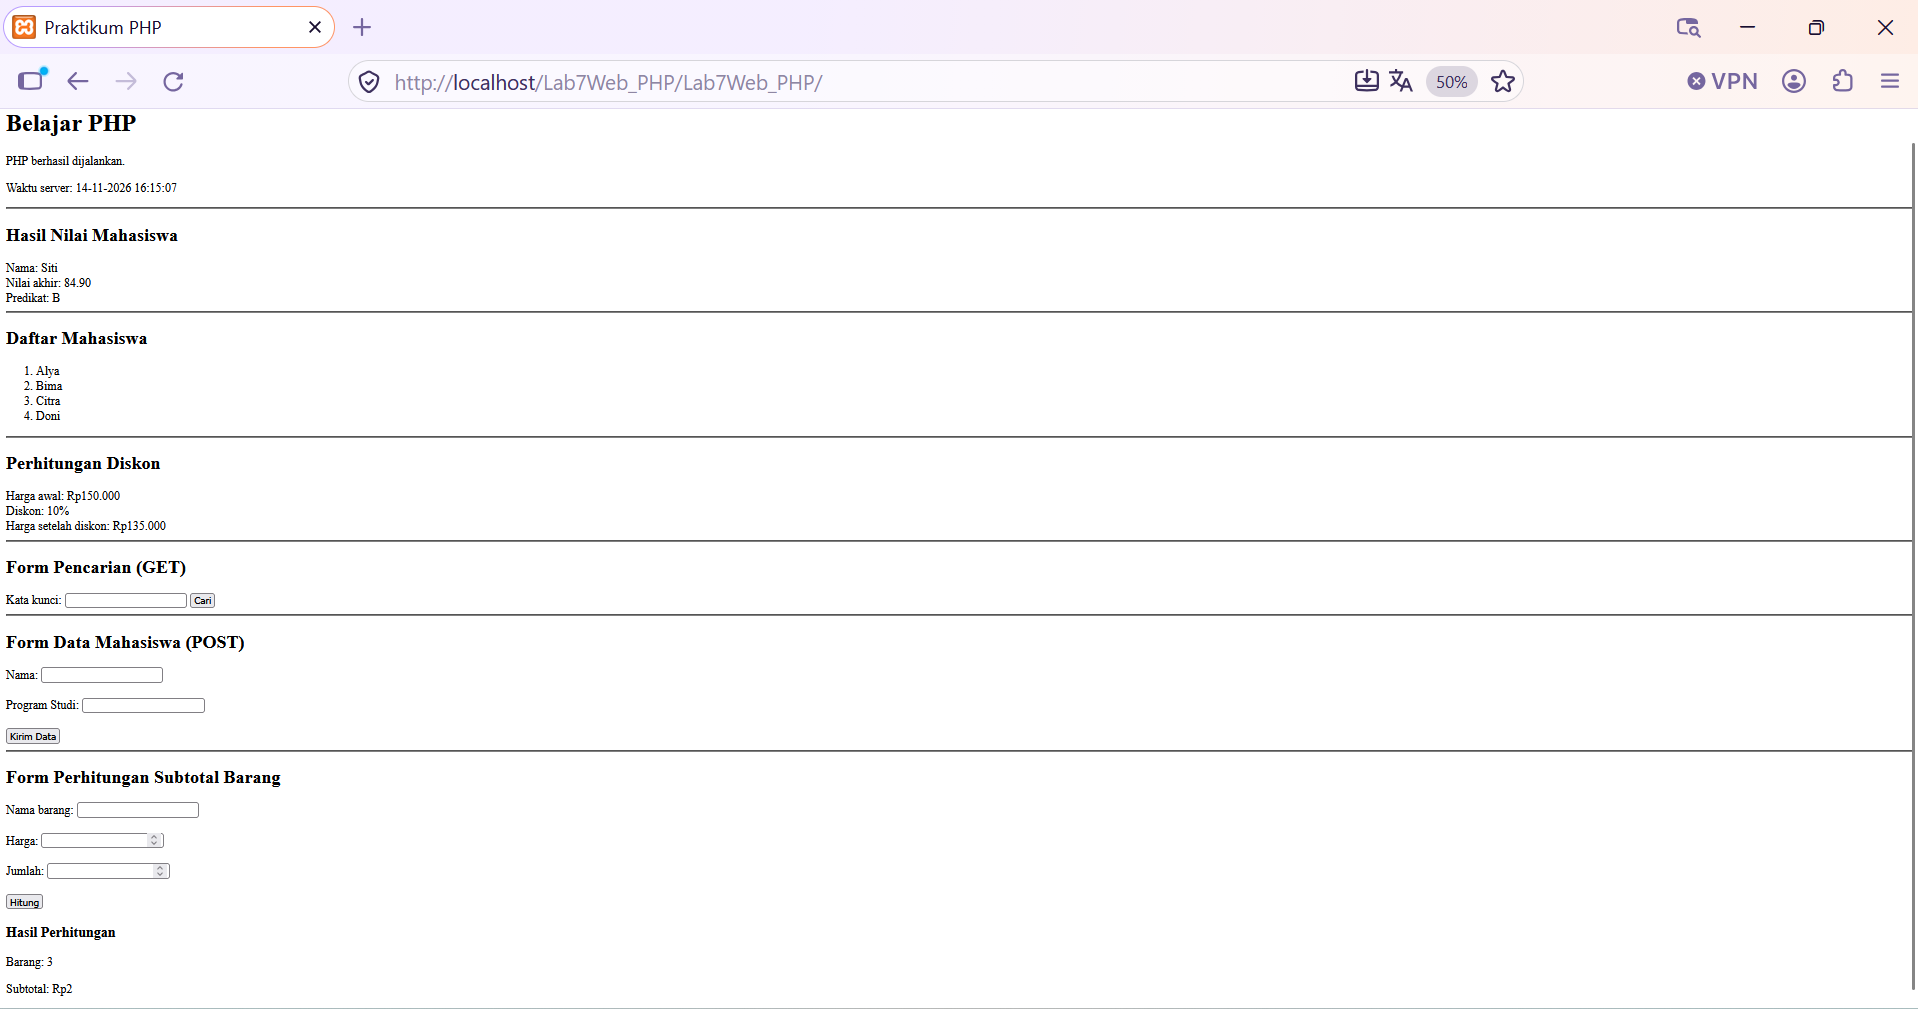 Praktikum PHP
http://localhost/Lab7Web_PHP/Lab7Web_PHP/
50%
VPN
Belajar PHP
PHP berhasil dijalankan.
Waktu server: 14-11-2026 16:15:07
Hasil Nilai Mahasiswa
Nama: Siti
Nilai akhir: 84.90
Predikat: B
Daftar Mahasiswa
1. Alya
2. Bima
3. Citra
4. Doni
Perhitungan Diskon
Harga awal: Rp150.000
Diskon: 10%
Harga setelah diskon: Rp135.000
Form Pencarian (GET)
Kata kunci: Cari
Form Data Mahasiswa (POST)
Nama:
Program Studi:
Kirim Data
Form Perhitungan Subtotal Barang
Nama barang:
Harga:
Jumlah:
Hitung
Hasil Perhitungan
Barang: 3
Subtotal: Rp2